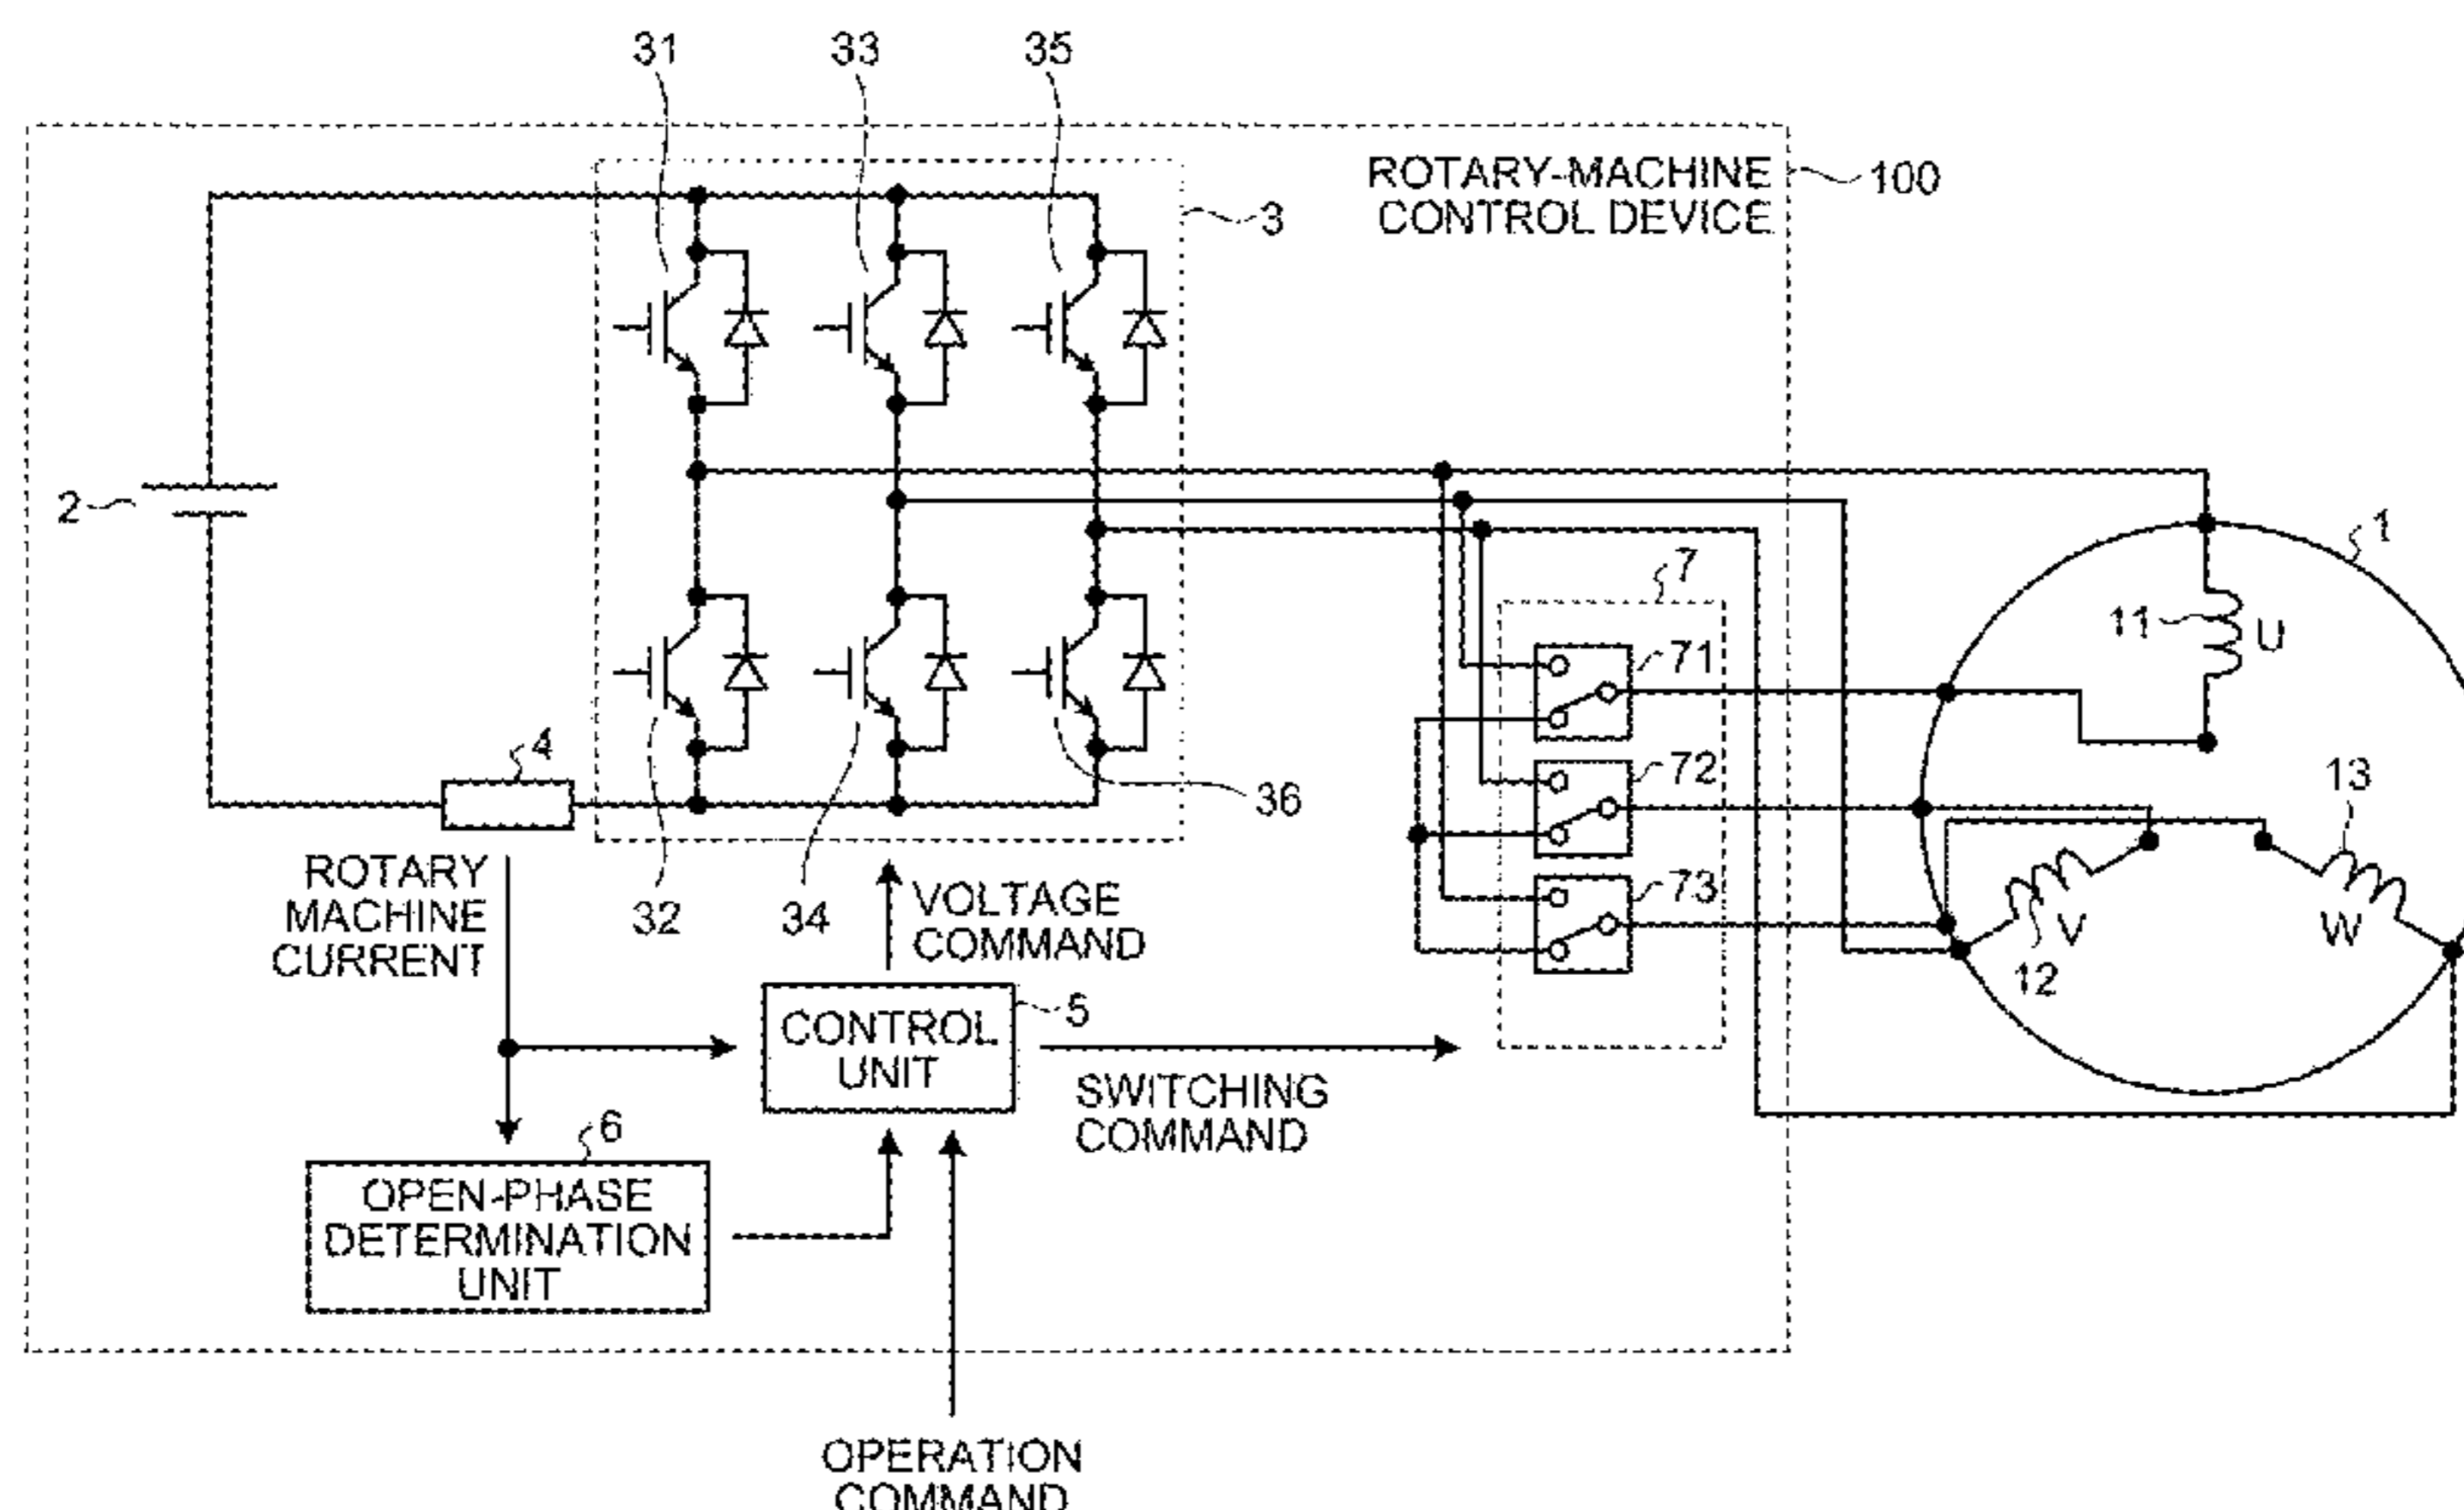 31
33
35
ROTARY-MACHINE
CONTROL DEVICE
100
3
2
1
7
11
U
71
4
72
13
36
73
ROTARY
MACHINE
CURRENT
32
34
VOLTAGE
COMMAND
V
W
12
5
CONTROL
UNIT
SWITCHING
COMMAND
6
OPEN-PHASE
DETERMINATION
UNIT
OPERATION
COMMAND